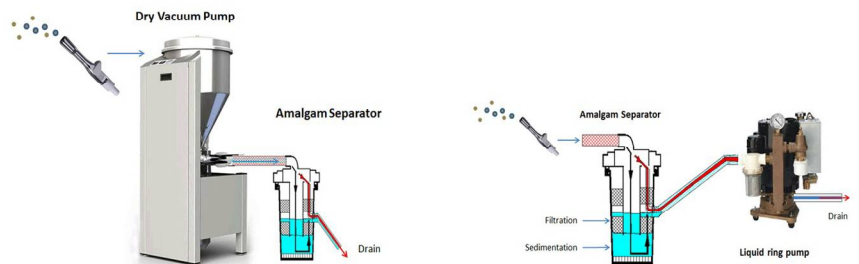 Dry Vacuum Pump
Amalgam Separator
Drain
Amalgam Separator
Filtration
Sedimentation
Drain
Liquid ring pump